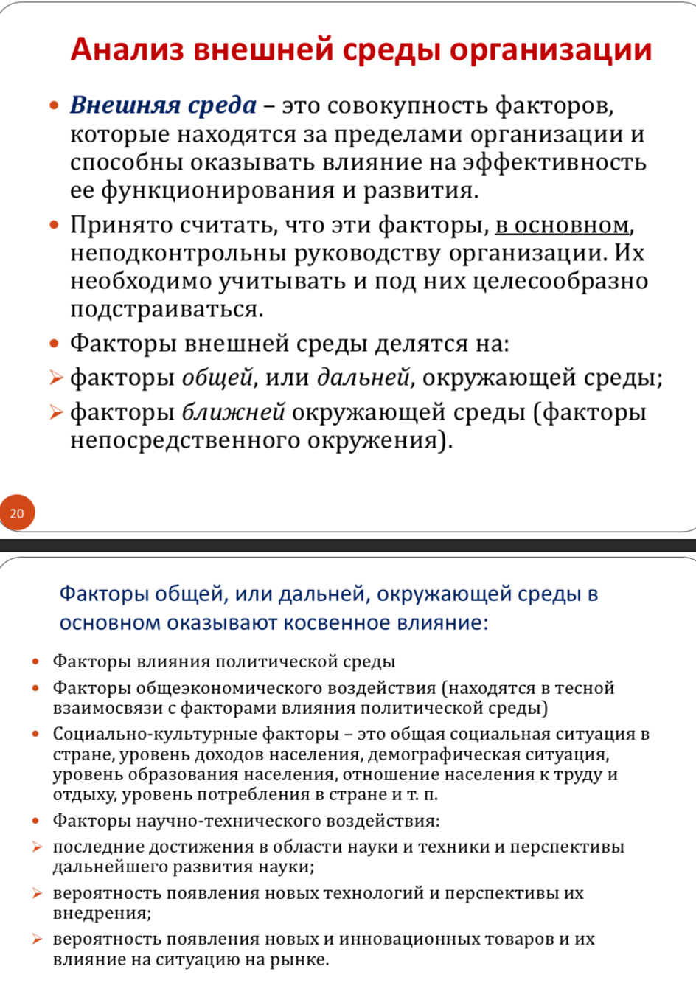 Анализ внешней среды организации
• Внешняя среда – это совокупность факторов,
которые находятся за пределами организации и
способны оказывать влияние на эффективность
ее функционирования и развития.
• Принято считать, что эти факторы, в основном,
неподконтрольны руководству организации. Их
необходимо учитывать и под них целесообразно
подстраиваться.
• Факторы внешней среды делятся на:
➢ факторы общей, или дальней, окружающей среды;
➢ факторы ближней окружающей среды (факторы
непосредственного окружения).
20
Факторы общей, или дальней, окружающей среды в
основном оказывают косвенное влияние:
• Факторы влияния политической среды
• Факторы общеэкономического воздействия (находятся в тесной
взаимосвязи с факторами влияния политической среды)
• Социально-культурные факторы – это общая социальная ситуация в
стране, уровень доходов населения, демографическая ситуация,
уровень образования населения, отношение населения к труду и
отдыху, уровень потребления в стране и т. п.
• Факторы научно-технического воздействия:
➢ последние достижения в области науки и техники и перспективы
дальнейшего развития науки;
➢ вероятность появления новых технологий и перспективы их
внедрения;
➢ вероятность появления новых и инновационных товаров и их
влияние на ситуацию на рынке.